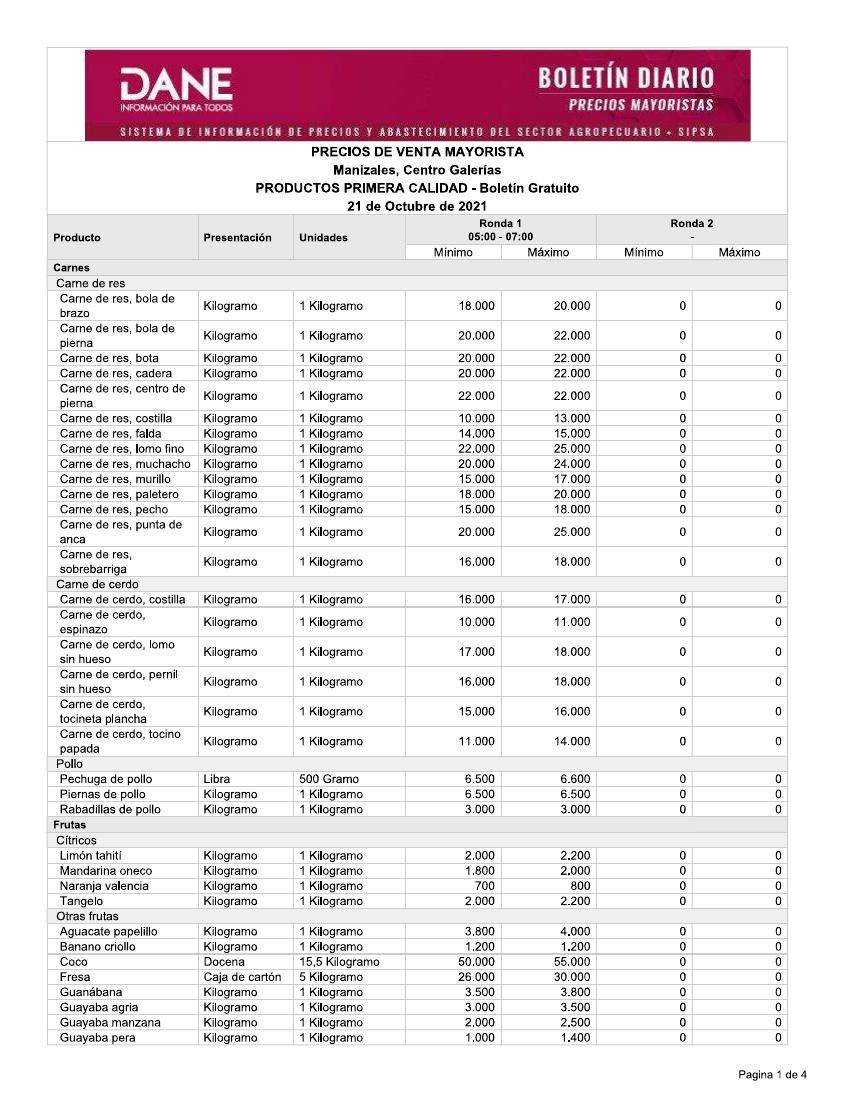 DANE
INFORMACIÓN PARA TODOS
BOLETÍN DIARIO
PRECIOS MAYORISTAS
SISTEMA DE INFORMACIÓN DE PRECIOS Y ABASTECIMIENTO DEL SECTOR AGROPECUARIO • SIPSA
PRECIOS DE VENTA MAYORISTA
Manizales, Centro Galerías
PRODUCTOS PRIMERA CALIDAD - Boletín Gratuito
21 de Octubre de 2021
Producto Presentación Unidades Ronda 1 Ronda 2
05:00 - 07:00 -
Mínimo Máximo Mínimo Máximo
Carnes
Carne de res
Carne de res, bola de
brazo Kilogramo 1 Kilogramo 18.000 20.000 0 0
Carne de res, bola de
pierna Kilogramo 1 Kilogramo 20.000 22.000 0 0
Carne de res, bota Kilogramo 1 Kilogramo 20.000 22.000 0 0
Carne de res, cadera Kilogramo 1 Kilogramo 20.000 22.000 0 0
Carne de res, centro de
pierna Kilogramo 1 Kilogramo 22.000 22.000 0 0
Carne de res, costilla Kilogramo 1 Kilogramo 10.000 13.000 0 0
Carne de res, falda Kilogramo 1 Kilogramo 14.000 15.000 0 0
Carne de res, lomo fino Kilogramo 1 Kilogramo 22.000 25.000 0 0
Carne de res, muchacho Kilogramo 1 Kilogramo 20.000 24.000 0 0
Carne de res, murillo Kilogramo 1 Kilogramo 15.000 17.000 0 0
Carne de res, paletero Kilogramo 1 Kilogramo 18.000 20.000 0 0
Carne de res, pecho Kilogramo 1 Kilogramo 15.000 18.000 0 0
Carne de res, punta de
anca Kilogramo 1 Kilogramo 20.000 25.000 0 0
Carne de res,
sobrebarriga Kilogramo 1 Kilogramo 16.000 18.000 0 0
Carne de cerdo
Carne de cerdo, costilla Kilogramo 1 Kilogramo 16.000 17.000 0 0
Carne de cerdo,
espinazo Kilogramo 1 Kilogramo 10.000 11.000 0 0
Carne de cerdo, lomo
sin hueso Kilogramo 1 Kilogramo 17.000 18.000 0 0
Carne de cerdo, pernil
sin hueso Kilogramo 1 Kilogramo 16.000 18.000 0 0
Carne de cerdo,
tocineta plancha Kilogramo 1 Kilogramo 15.000 16.000 0 0
Carne de cerdo, tocino
papada Kilogramo 1 Kilogramo 11.000 14.000 0 0
Pollo
Pechuga de pollo Libra 500 Gramo 6.500 6.600 0 0
Piernas de pollo Kilogramo 1 Kilogramo 6.500 6.500 0 0
Rabadillas de pollo Kilogramo 1 Kilogramo 3.000 3.000 0 0
Frutas
Cítricos
Limón tahití Kilogramo 1 Kilogramo 2.000 2.200 0 0
Mandarina oneco Kilogramo 1 Kilogramo 1.800 2.000 0 0
Naranja valencia Kilogramo 1 Kilogramo 700 800 0 0
Tangelo Kilogramo 1 Kilogramo 2.000 2.200 0 0
Otras frutas
Aguacate papelillo Kilogramo 1 Kilogramo 3.800 4.000 0 0
Banano criollo Kilogramo 1 Kilogramo 1.200 1.200 0 0
Coco Docena 15,5 Kilogramo 50.000 55.000 0 0
Fresa Caja de cartón 5 Kilogramo 26.000 30.000 0 0
Guanábana Kilogramo 1 Kilogramo 3.500 3.800 0 0
Guayaba agria Kilogramo 1 Kilogramo 3.000 3.500 0 0
Guayaba manzana Kilogramo 1 Kilogramo 2.000 2.500 0 0
Guayaba pera Kilogramo 1 Kilogramo 1.000 1.400 0 0
Pagina 1 de 4